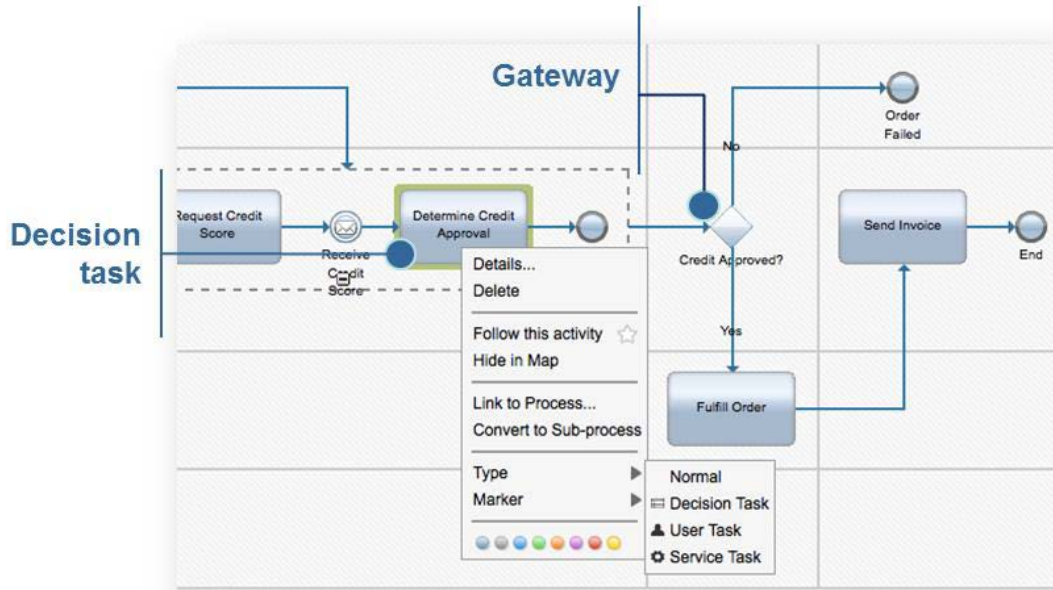 Gateway
Order
Failed
No
Decision
task
Request Credit
Score
Receive
Credit
Score
Determine Credit
Approval
Credit Approved?
Send Invoice
End
Details...
Delete
Follow this activity
Hide in Map
Link to Process...
Convert to Sub-process
Type
Marker
Yes
Fulfill Order
Normal
Decision Task
User Task
Service Task